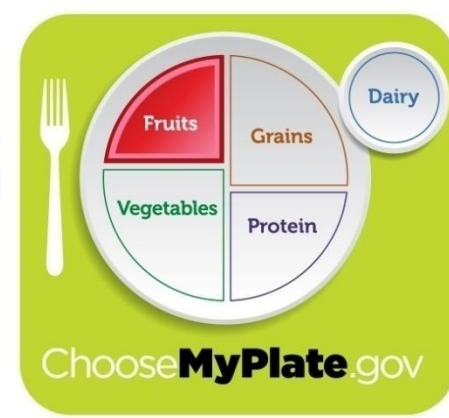 Fruits
Grains
Dairy
Vegetables
Protein
ChooseMyPlate.gov